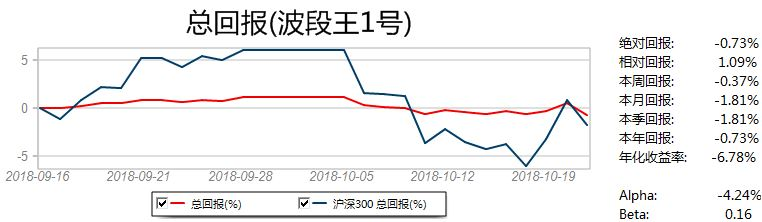 总回报(波段王1号)
5
0
-5
2018-09-16 2018-09-21 2018-09-28 2018-10-05 2018-10-12 2018-10-19
总回报(%) 沪深300 总回报(%)
绝对回报: -0.73%
相对回报: 1.09%
本周回报: -0.37%
本月回报: -1.81%
本季回报: -1.81%
本年回报: -0.73%
年化收益率: -6.78%
Alpha: -4.24%
Beta: 0.16